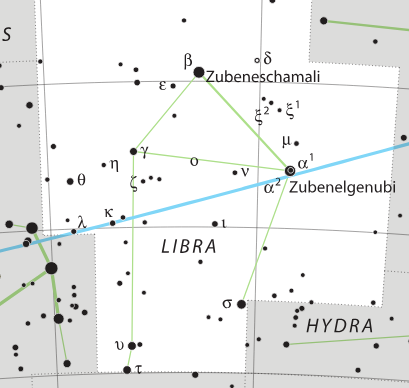 S
β
δ
Zubeneschamali
ε
ξ² ξ¹
μ
γ
ο
α¹
η
ν
θ
ζ
α² Zubenelgenubi
κ
λ
ι
LIBRA
σ
HYDRA
υ
τ